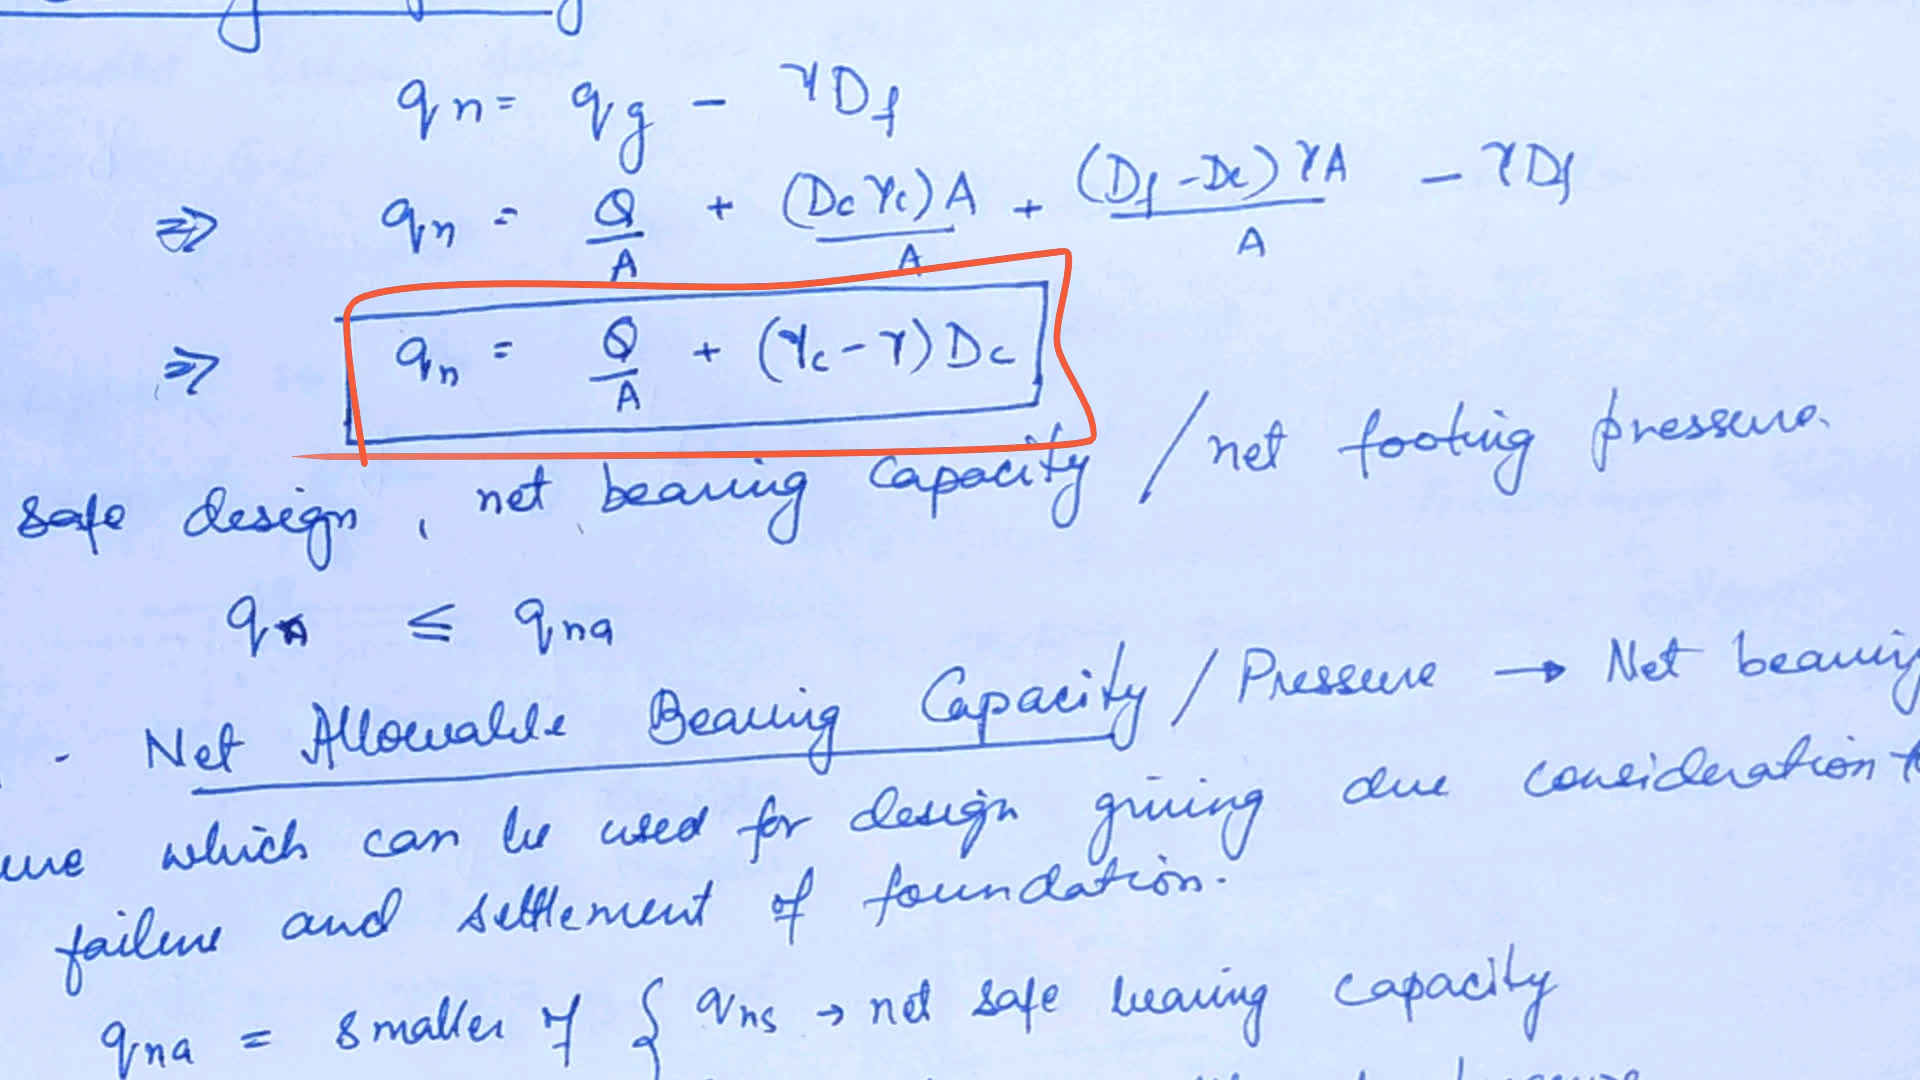 qn = qg - γDf
⇒ qn = Q/A + (Dcγc)A/A + (Df - Dc)γA/A - γDf
⇒ qn = Q/A + (γc - γ)Dc
safe design, net bearing capacity / net footing pressure.
qn ≤ qna
- Net Allowable Bearing Capacity / Pressure → Net bearing
which can be used for design giving due consideration
failure and settlement of foundation.
qna = smaller of { qns → net safe bearing capacity